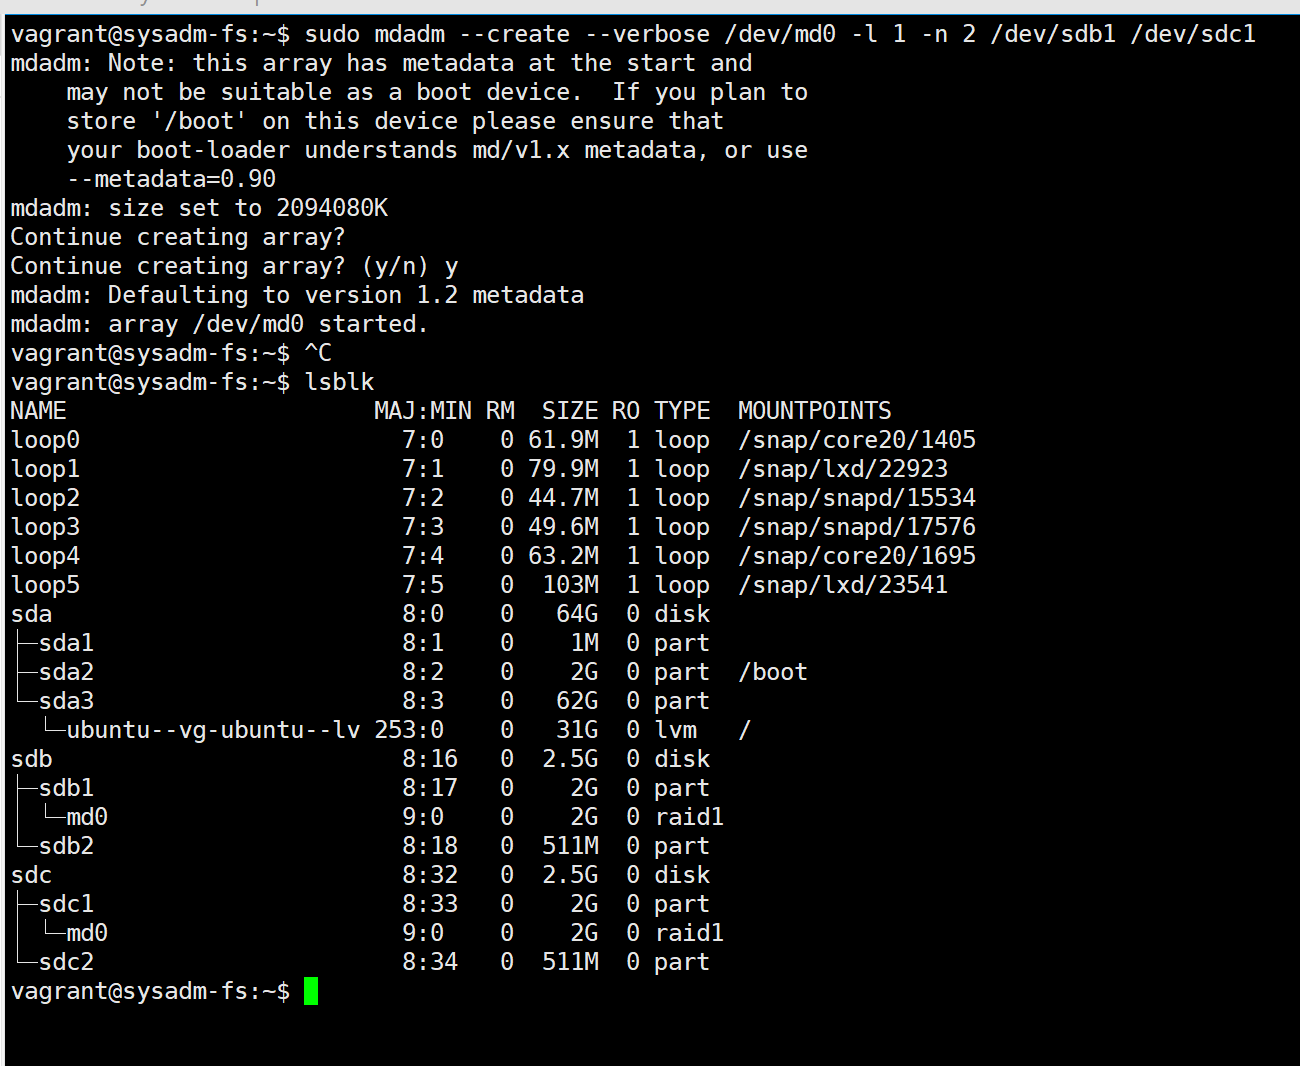 vagrant@sysadm-fs:~$ sudo mdadm --create --verbose /dev/md0 -l 1 -n 2 /dev/sdb1 /dev/sdc1
mdadm: Note: this array has metadata at the start and
    may not be suitable as a boot device.  If you plan to
    store '/boot' on this device please ensure that
    your boot-loader understands md/v1.x metadata, or use
    --metadata=0.90
mdadm: size set to 2094080K
Continue creating array?
Continue creating array? (y/n) y
mdadm: Defaulting to version 1.2 metadata
mdadm: array /dev/md0 started.
vagrant@sysadm-fs:~$ ^C
vagrant@sysadm-fs:~$ lsblk
NAME                      MAJ:MIN RM  SIZE RO TYPE  MOUNTPOINTS
loop0                       7:0    0 61.9M  1 loop  /snap/core20/1405
loop1                       7:1    0 79.9M  1 loop  /snap/lxd/22923
loop2                       7:2    0 44.7M  1 loop  /snap/snapd/15534
loop3                       7:3    0 49.6M  1 loop  /snap/snapd/17576
loop4                       7:4    0 63.2M  1 loop  /snap/core20/1695
loop5                       7:5    0  103M  1 loop  /snap/lxd/23541
sda                         8:0    0   64G  0 disk
├─sda1                      8:1    0    1M  0 part
├─sda2                      8:2    0    2G  0 part  /boot
└─sda3                      8:3    0   62G  0 part
  └─ubuntu--vg-ubuntu--lv 253:0    0   31G  0 lvm   /
sdb                         8:16   0  2.5G  0 disk
├─sdb1                      8:17   0    2G  0 part
│ └─md0                     9:0    0    2G  0 raid1
└─sdb2                      8:18   0  511M  0 part
sdc                         8:32   0  2.5G  0 disk
├─sdc1                      8:33   0    2G  0 part
│ └─md0                     9:0    0    2G  0 raid1
└─sdc2                      8:34   0  511M  0 part
vagrant@sysadm-fs:~$